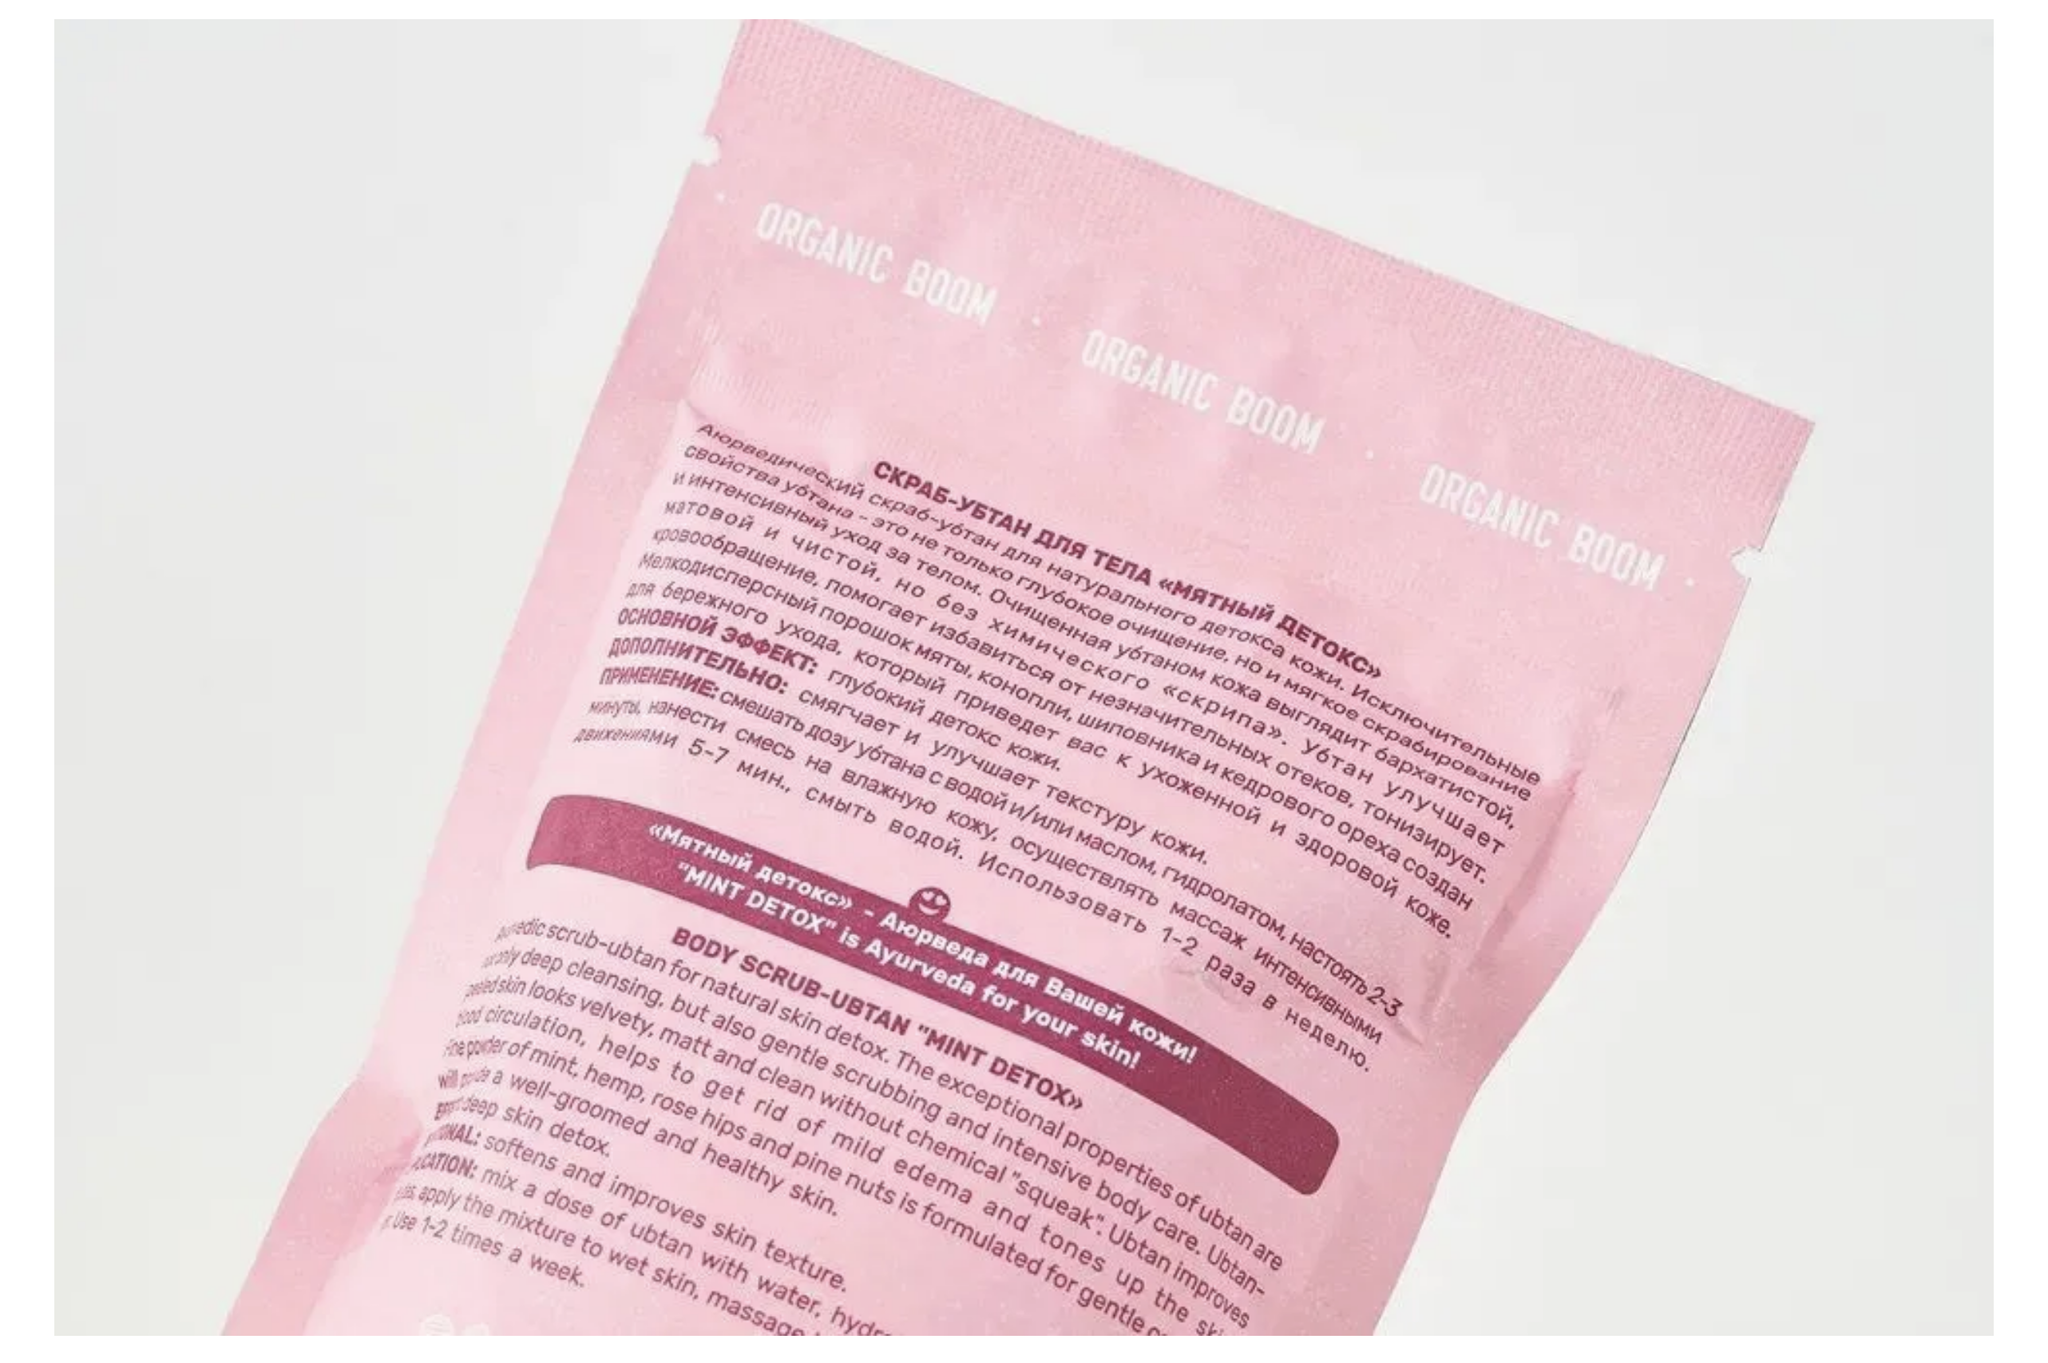 ORGANIC BOOM · ORGANIC BOOM · ORGANIC BOOM ·
СКРАБ-УБТАН ДЛЯ ТЕЛА «МЯТНЫЙ ДЕТОКС»
Аюрведический скраб-убтан для натурального детокса кожи. Исключительные
свойства убтана - это не только глубокое очищение, но и мягкое скрабирование
и интенсивный уход за телом. Очищенная убтаном кожа выглядит бархатистой,
матовой и чистой, но без химического «скрипа». Убтан улучшает
кровообращение, помогает избавиться от незначительных отеков, тонизирует.
Мелкодисперсный порошок мяты, конопли, шиповника и кедрового ореха создан
для бережного ухода, который приведет вас к ухоженной и здоровой коже.
ОСНОВНОЙ ЭФФЕКТ: глубокий детокс кожи.
ДОПОЛНИТЕЛЬНО: смягчает и улучшает текстуру кожи.
ПРИМЕНЕНИЕ: смешать дозу убтана с водой и/или маслом, гидролатом, настоять 2-3
минуты, нанести смесь на влажную кожу, осуществлять массаж интенсивными
движениями 5-7 мин., смыть водой. Использовать 1-2 раза в неделю.
«Мятный детокс» - Аюрведа для Вашей кожи!
"MINT DETOX" is Ayurveda for your skin!
BODY SCRUB-UBTAN "MINT DETOX»
scrub-ubtan for natural skin detox. The exceptional properties of ubtan are
only deep cleansing, but also gentle scrubbing and intensive body care. Ubtan-
peeled skin looks velvety, matt and clean without chemical "squeak". Ubtan improves
blood circulation, helps to get rid of mild edema and tones up the
Fine powder of mint, hemp, rose hips and pine nuts is formulated for gentle
will a well-groomed and healthy skin.
deep skin detox.
softens and improves skin texture.
mix a dose of ubtan with water,
apply the mixture to wet skin, massage
Use 1-2 times a week.